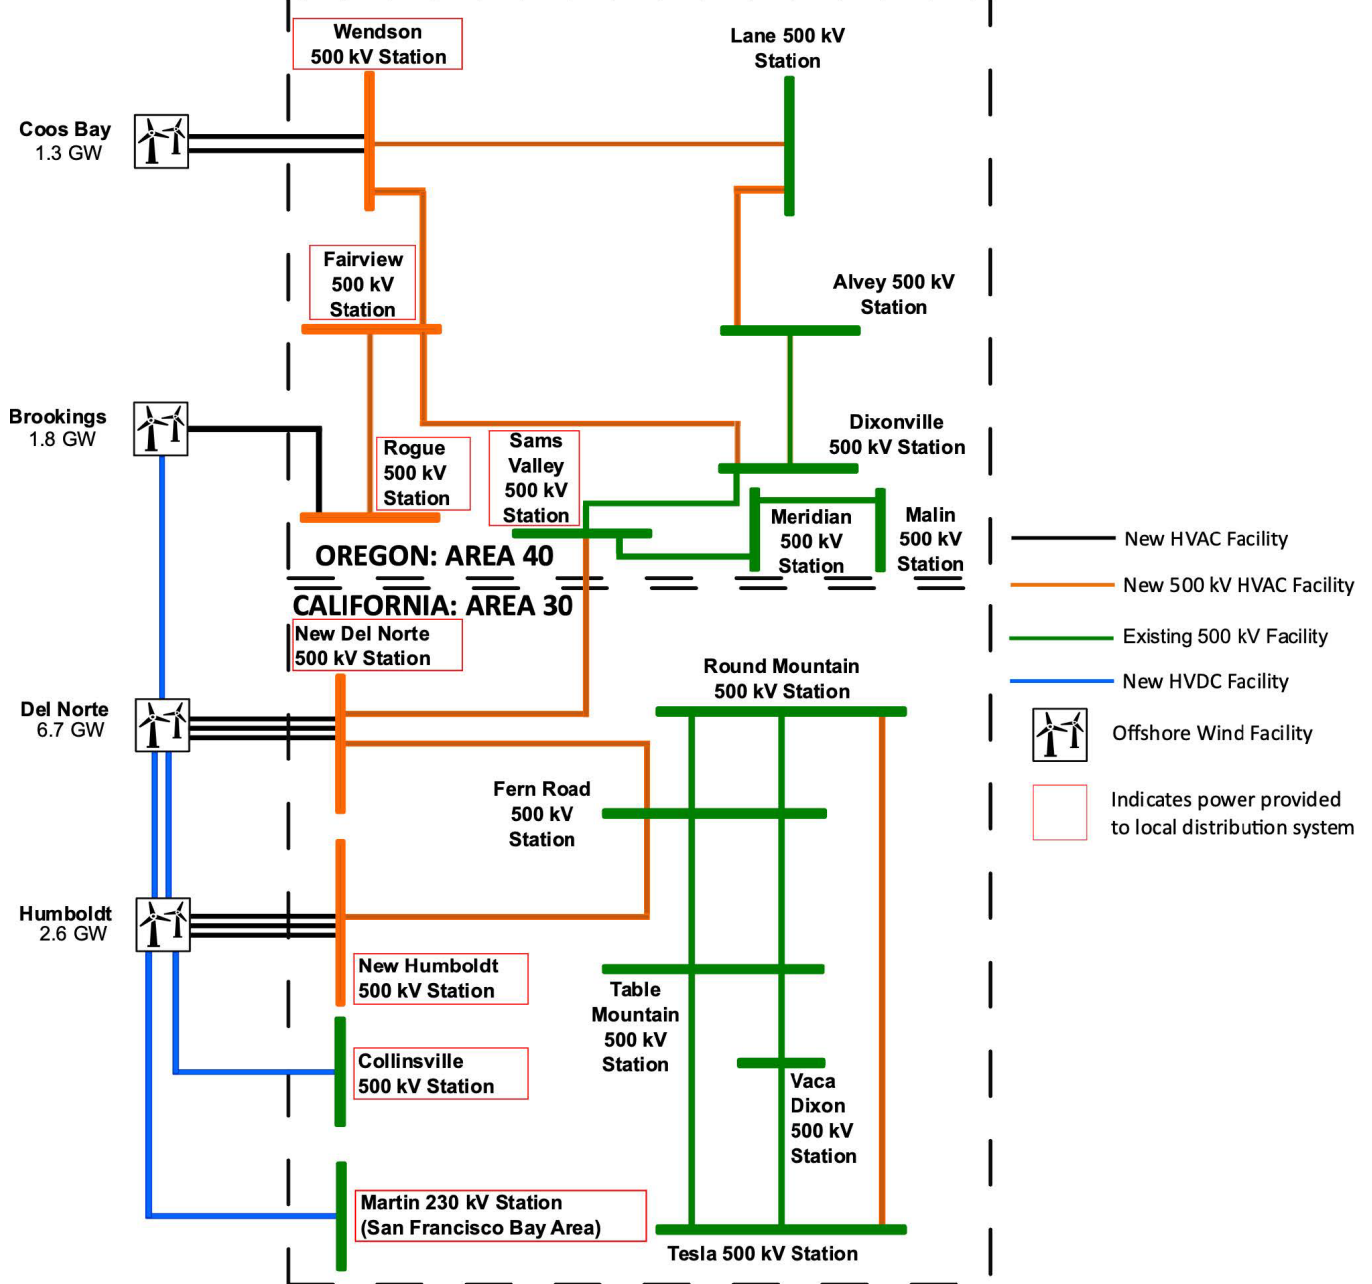 Wendson
500 kV Station
Lane 500 kV
Station
Coos Bay
1.3 GW
Fairview
500 kV
Station
Alvey 500 kV
Station
Brookings
1.8 GW
Rogue
500 kV
Station
Sams
Valley
500 kV
Station
Dixonville
500 kV Station
Meridian
500 kV
Station
Malin
500 kV
Station
OREGON: AREA 40
CALIFORNIA: AREA 30
New Del Norte
500 kV Station
Del Norte
6.7 GW
Round Mountain
500 kV Station
Fern Road
500 kV
Station
Humboldt
2.6 GW
New Humboldt
500 kV Station
Table
Mountain
500 kV
Station
Collinsville
500 kV Station
Vaca
Dixon
500 kV
Station
Martin 230 kV Station
(San Francisco Bay Area)
Tesla 500 kV Station
New HVAC Facility
New 500 kV HVAC Facility
Existing 500 kV Facility
New HVDC Facility
Offshore Wind Facility
Indicates power provided
to local distribution system